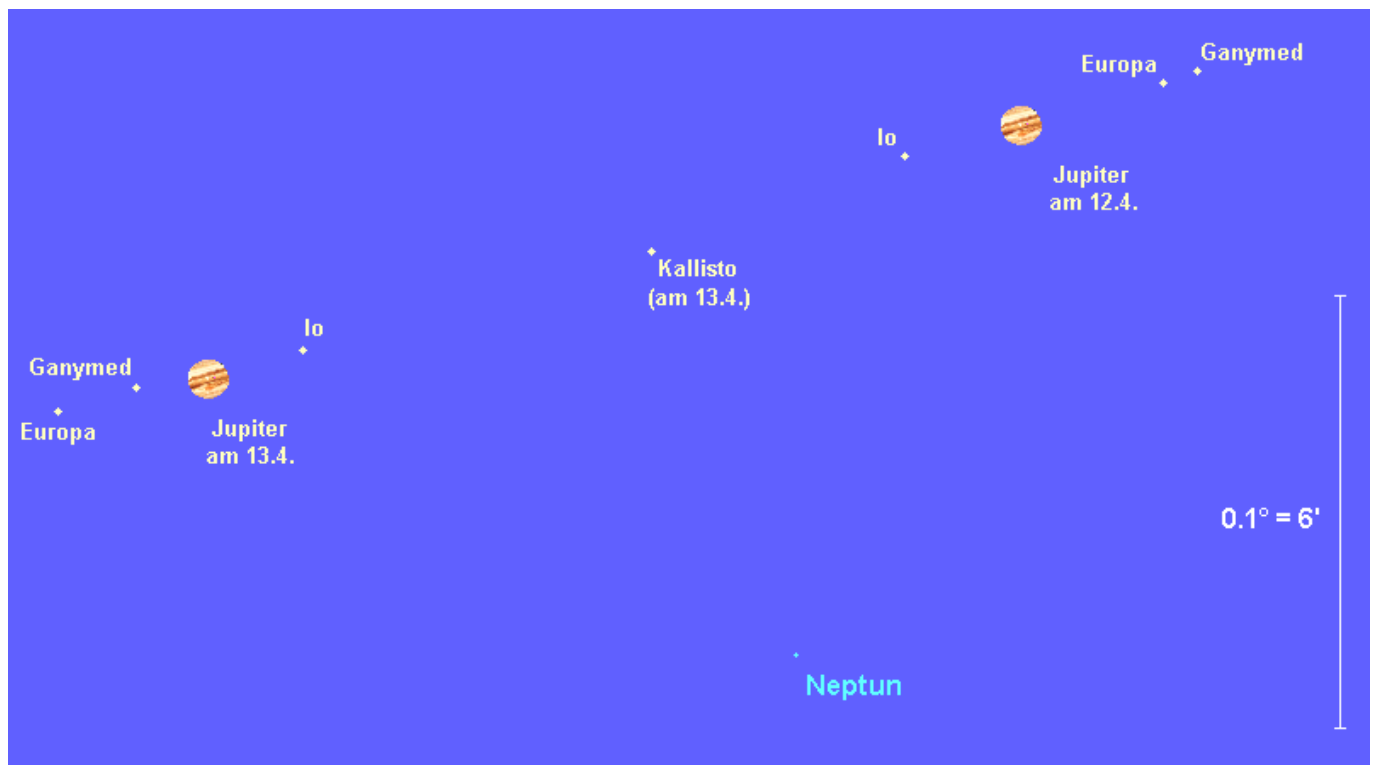 Ganymed
Europa
Io
Jupiter
am 12.4.
Kallisto
(am 13.4.)
Io
Ganymed
Europa
Jupiter
am 13.4.
0.1° = 6'
Neptun